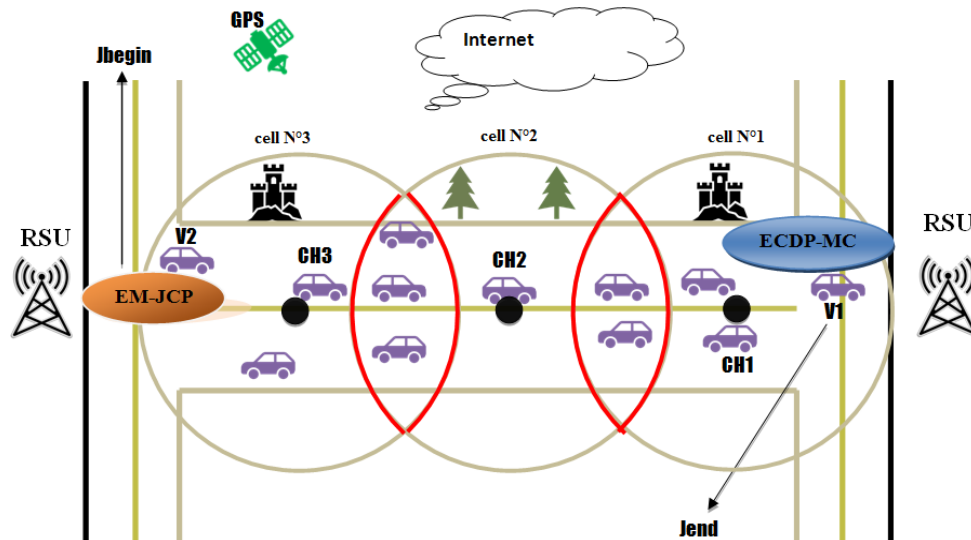 GPS
Internet
Jbegin
cell N°3
cell N°2
cell N°1
RSU
V2
CH3
CH2
ECDP-MC
RSU
EM-JCP
V1
CH1
Jend